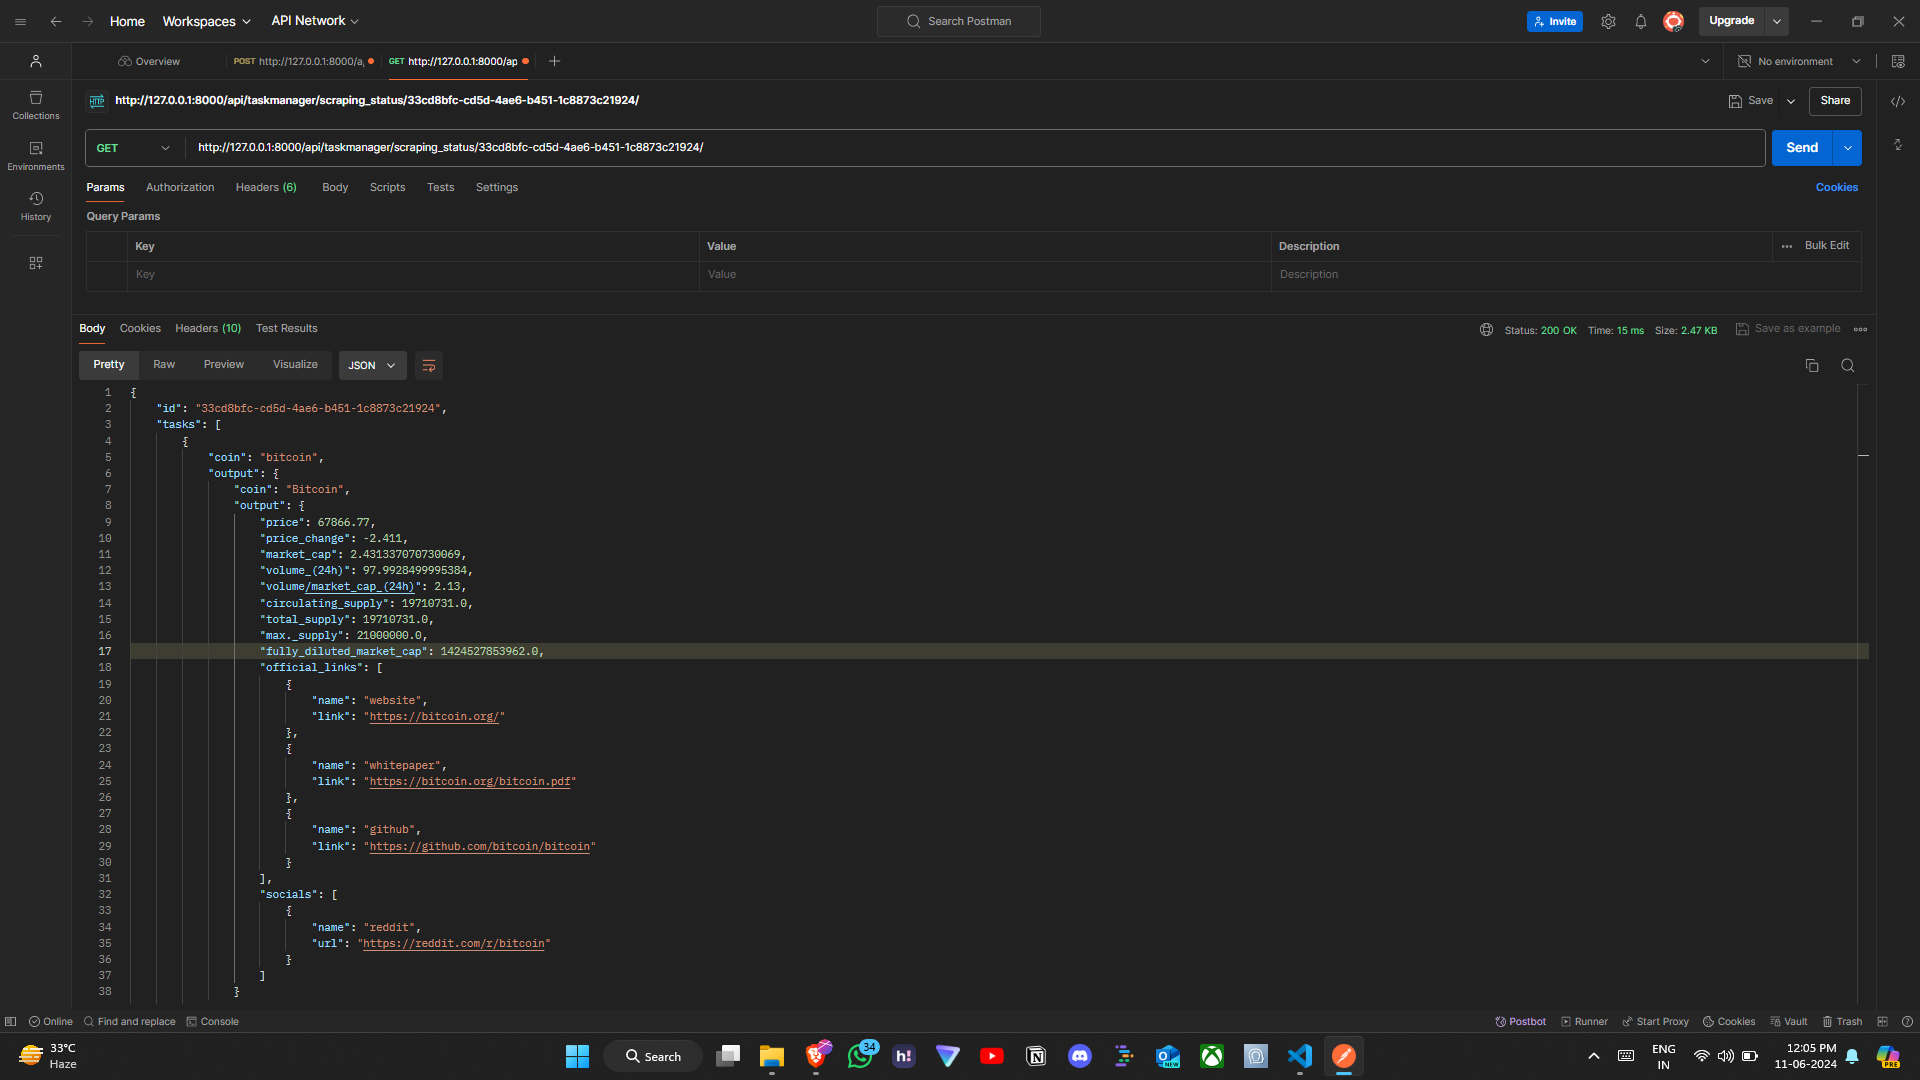 Home
Workspaces
API Network
Search Postman
Invite
Upgrade
Overview
POST http://127.0.0.1:8000/a
GET http://127.0.0.1:8000/ap
No environment
http://127.0.0.1:8000/api/taskmanager/scraping_status/33cd8bfc-cd5d-4ae6-b451-1c8873c21924/
Save
Share
Collections
Environments
History
GET
http://127.0.0.1:8000/api/taskmanager/scraping_status/33cd8bfc-cd5d-4ae6-b451-1c8873c21924/
Send
Params Authorization Headers (6) Body Scripts Tests Settings Cookies
Query Params
Key Value Description Bulk Edit
Key Value Description
Body Cookies Headers (10) Test Results
Status: 200 OK Time: 15 ms Size: 2.47 KB Save as example
Pretty Raw Preview Visualize JSON
1 {
2 "id": "33cd8bfc-cd5d-4ae6-b451-1c8873c21924",
3 "tasks": [
4 {
5 "coin": "bitcoin",
6 "output": {
7 "coin": "Bitcoin",
8 "output": {
9 "price": 67866.77,
10 "price_change": -2.411,
11 "market_cap": 2.431337070730069,
12 "volume_(24h)": 97.9928499995384,
13 "volume/market_cap_(24h)": 2.13,
14 "circulating_supply": 19710731.0,
15 "total_supply": 19710731.0,
16 "max._supply": 21000000.0,
17 "fully_diluted_market_cap": 1424527853962.0,
18 "official_links": [
19 {
20 "name": "website",
21 "link": "https://bitcoin.org/"
22 },
23 {
24 "name": "whitepaper",
25 "link": "https://bitcoin.org/bitcoin.pdf"
26 },
27 {
28 "name": "github",
29 "link": "https://github.com/bitcoin/bitcoin"
30 }
31 ],
32 "socials": [
33 {
34 "name": "reddit",
35 "url": "https://reddit.com/r/bitcoin"
36 }
37 ]
38 }
Online Find and replace Console
Postbot Runner Start Proxy Cookies Vault Trash
33°C
Haze
Search
34
h!
NEW
ENG
IN
12:05 PM
11-06-2024
PRE